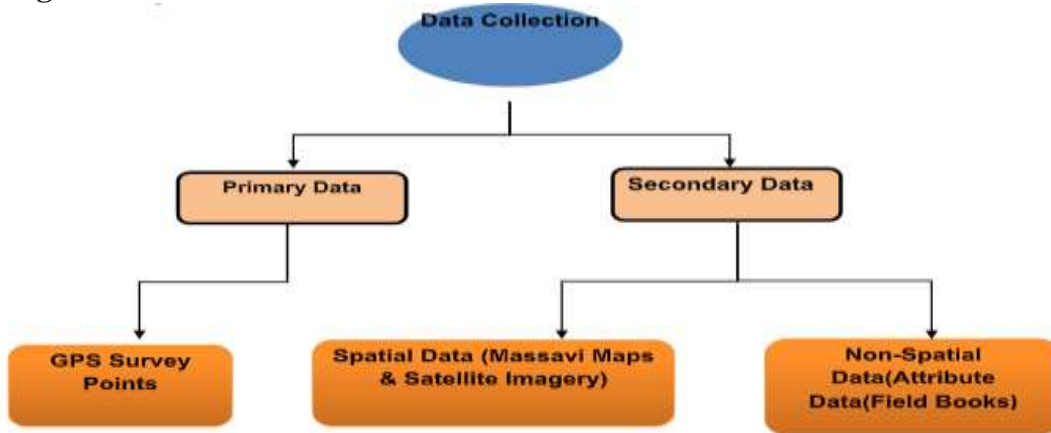 Data Collection
Primary Data
Secondary Data
GPS Survey
Points
Spatial Data (Massavi Maps
& Satellite Imagery)
Non-Spatial
Data(Attribute
Data(Field Books)